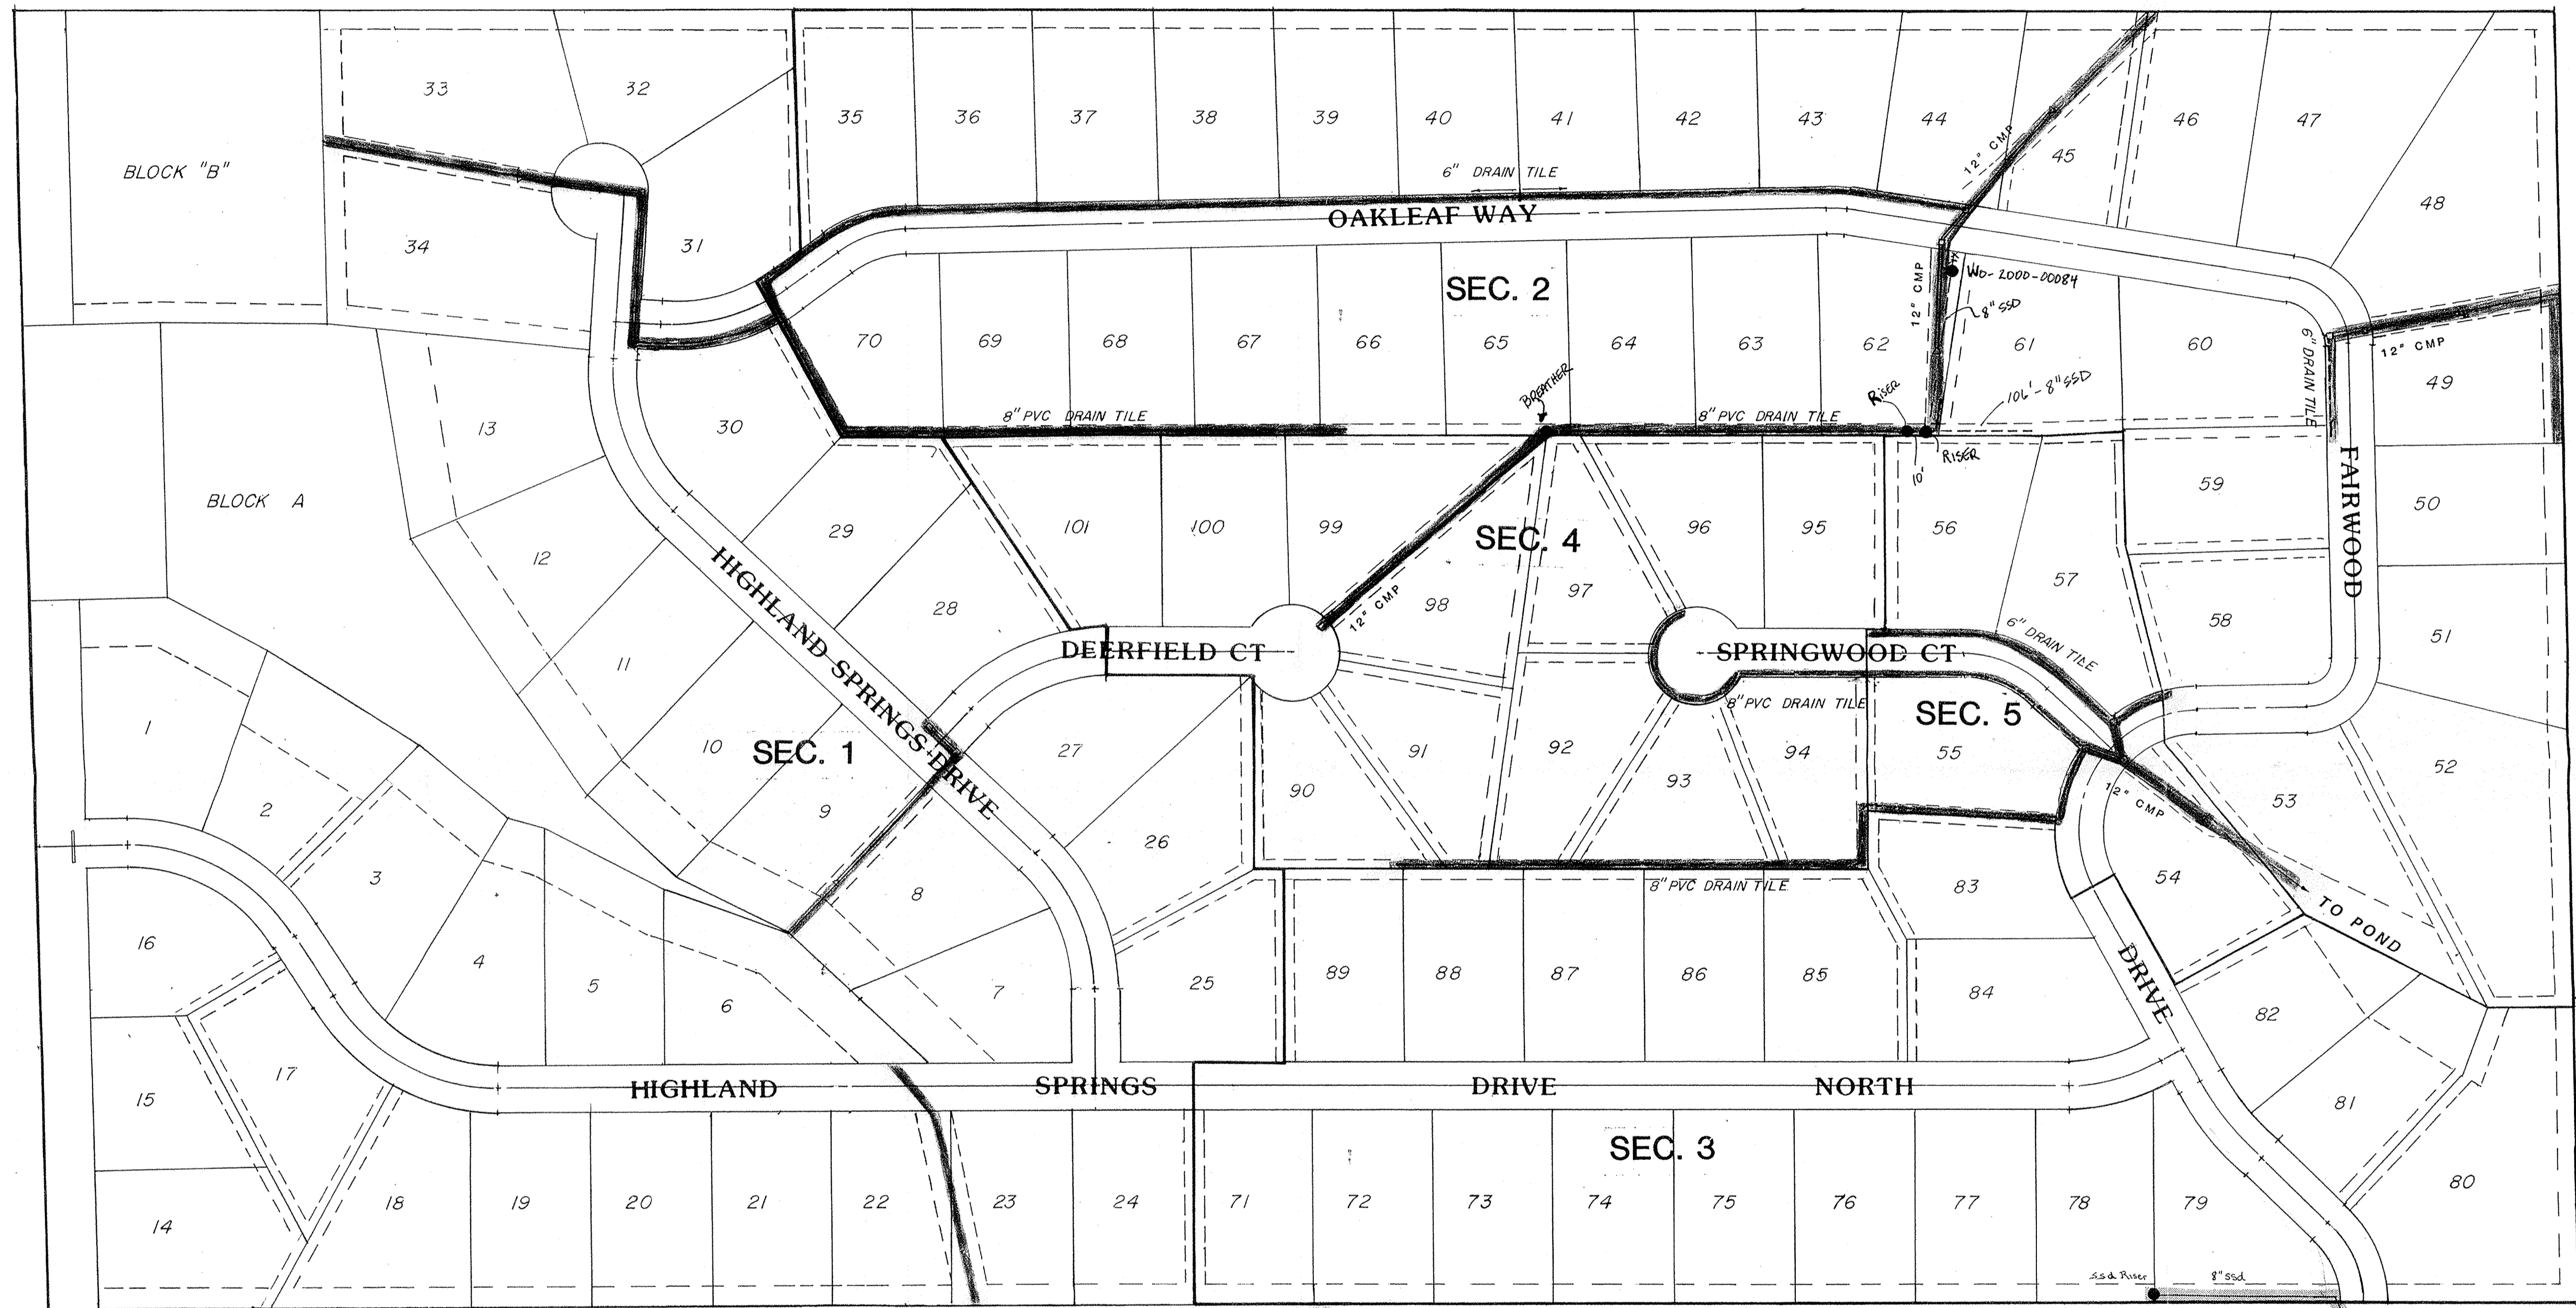 33
32
BLOCK "B"
34
31
35
36
37
38
39
40
41
42
43
44
45
46
47
48
6" DRAIN TILE
12" CMP
OAKLEAF WAY
SEC. 2
12" CMP
WO-2000-00084
8" SSD
70
69
68
67
66
65
64
63
62
61
60
6" DRAIN TILE
12" CMP
49
BREATHER
Riser
106'-8" SSD
8" PVC DRAIN TILE
8" PVC DRAIN TILE
RISER
10'
13
30
BLOCK A
12
29
101
100
99
SEC. 4
96
95
56
59
FAIRWOOD
50
57
97
98
12" CMP
28
11
HIGHLAND SPRINGS DRIVE
DEERFIELD CT
SPRINGWOOD CT
6" DRAIN TILE
58
51
8" PVC DRAIN TILE
SEC. 5
1
10
SEC. 1
27
91
92
94
55
52
2
9
90
93
12" CMP
53
26
3
8
8" PVC DRAIN TILE
83
54
TO POND
16
4
5
6
7
25
89
88
87
86
85
84
DRIVE
82
17
15
HIGHLAND SPRINGS DRIVE NORTH
81
SEC. 3
14
18
19
20
21
22
23
24
71
72
73
74
75
76
77
78
79
80
s.s.d. Riser
8" ssd